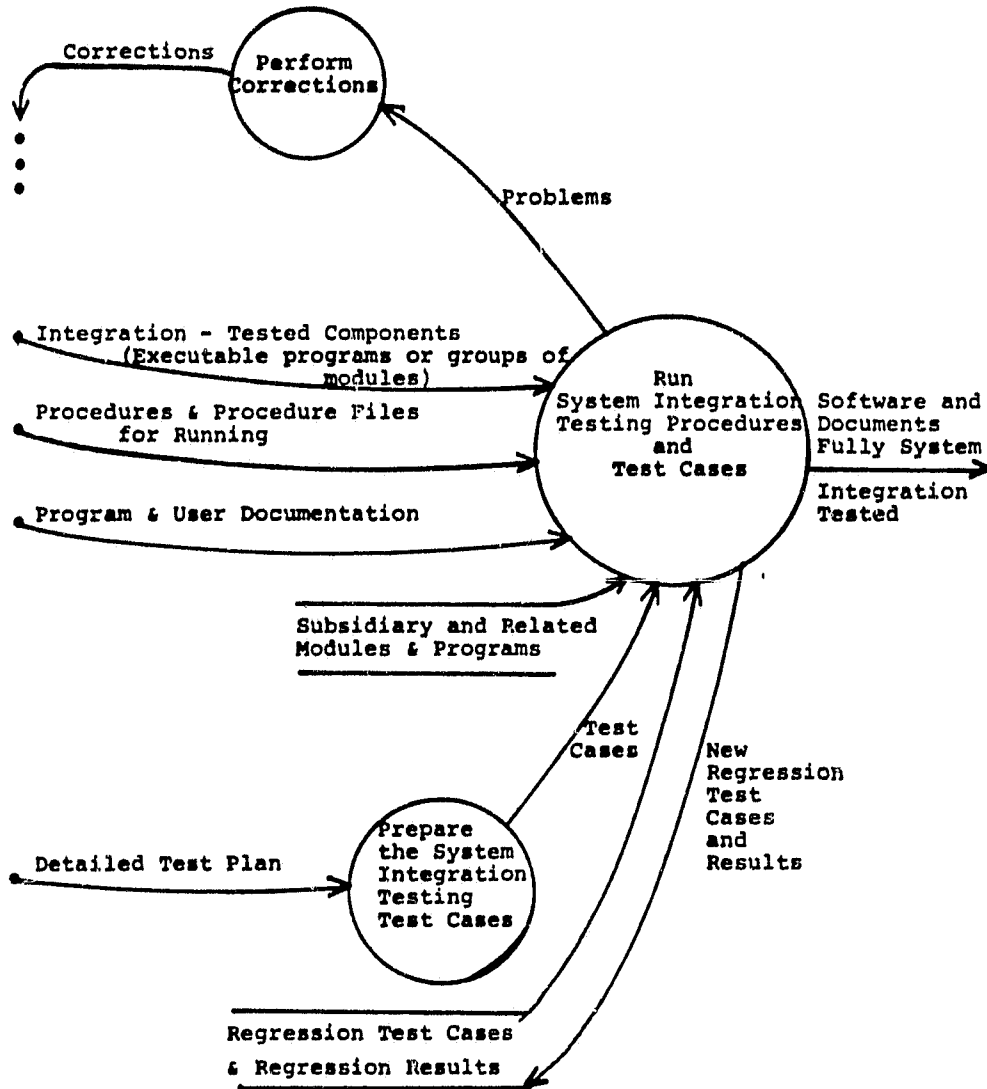 Corrections
Perform
Corrections
Problems
Integration - Tested Components
(Executable programs or groups of
modules)
Procedures & Procedure Files
for Running
Program & User Documentation
Run
System Integration
Testing Procedures
and
Test Cases
Software and
Documents
Fully System
Integration
Tested
Subsidiary and Related
Modules & Programs
Test
Cases
New
Regression
Test
Cases
and
Results
Detailed Test Plan
Prepare
the System
Integration
Testing
Test Cases
Regression Test Cases
& Regression Results